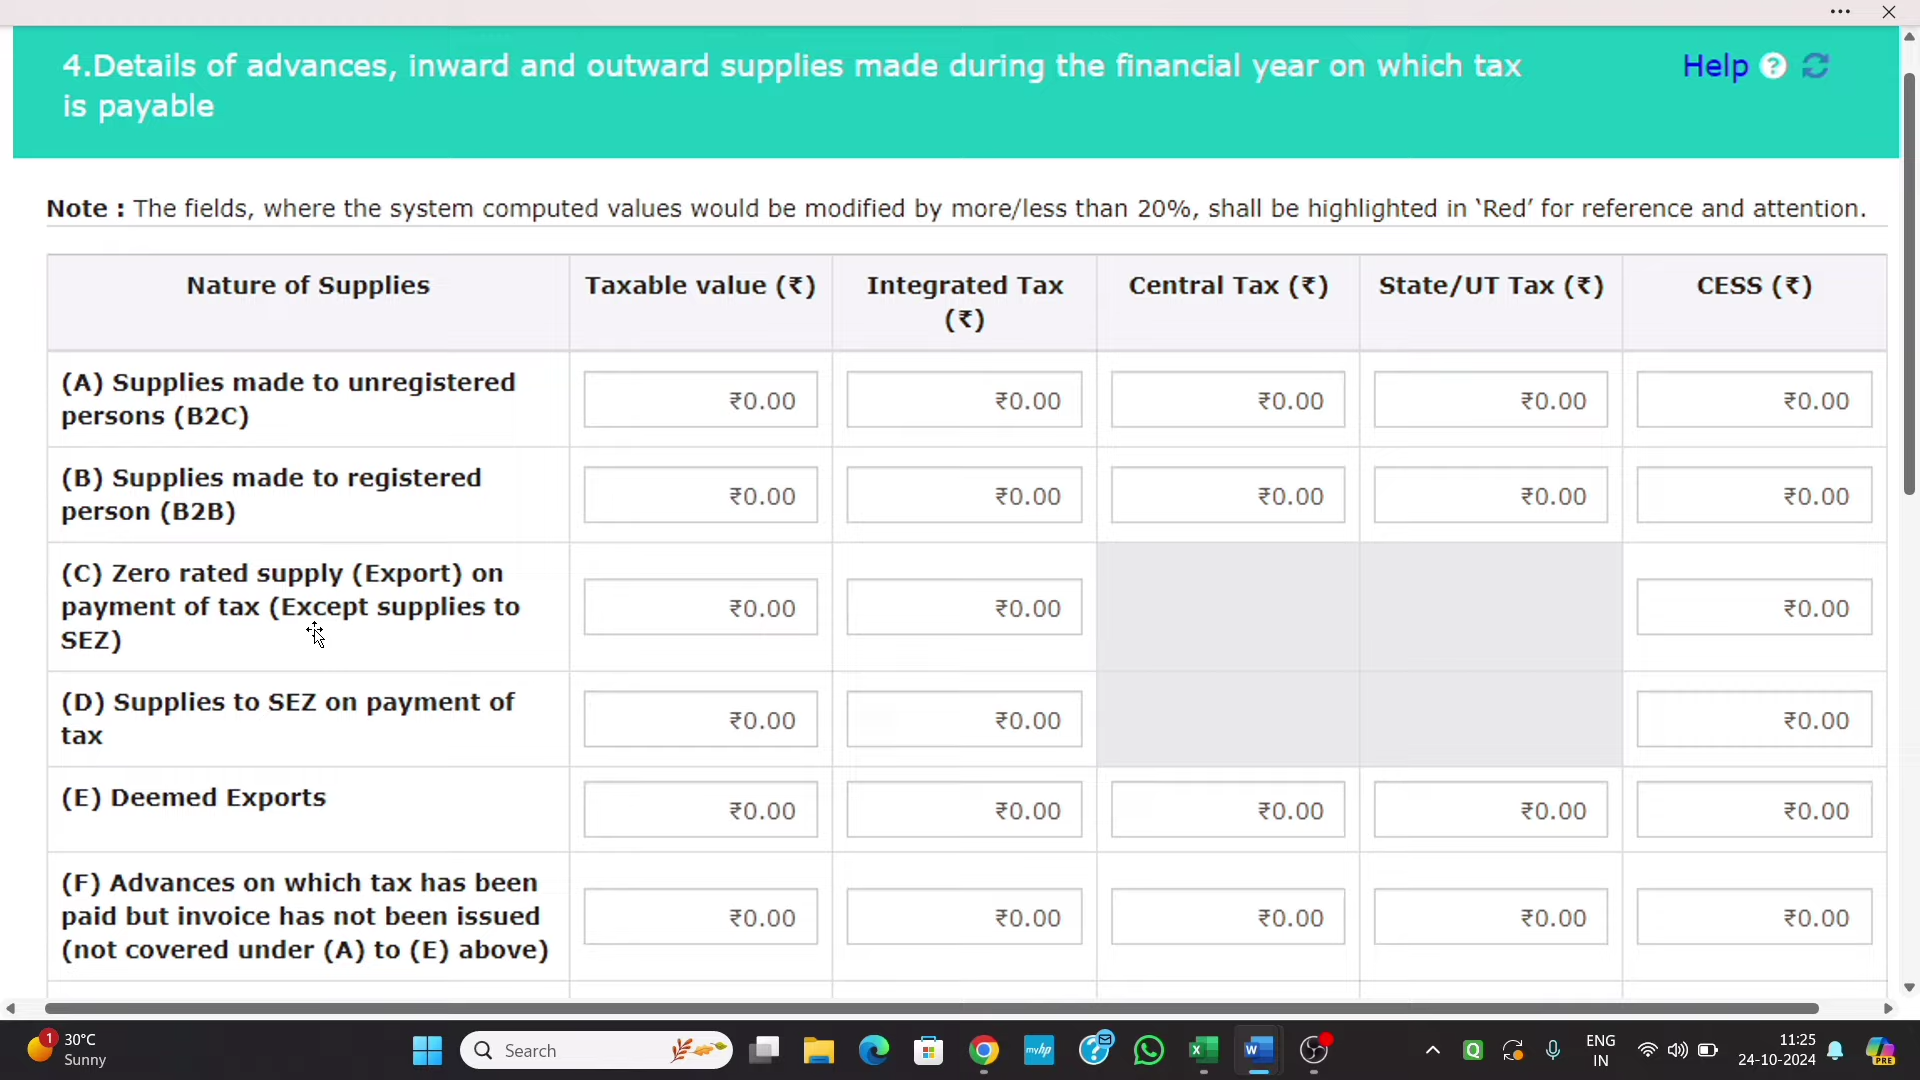 4.Details of advances, inward and outward supplies made during the financial year on which tax
is payable
Help ?
Note : The fields, where the system computed values would be modified by more/less than 20%, shall be highlighted in ‘Red’ for reference and attention.
Nature of Supplies Taxable value (₹) Integrated Tax Central Tax (₹) State/UT Tax (₹) CESS (₹)
(₹)
(A) Supplies made to unregistered
persons (B2C)
₹0.00 ₹0.00 ₹0.00 ₹0.00 ₹0.00
(B) Supplies made to registered
person (B2B)
₹0.00 ₹0.00 ₹0.00 ₹0.00 ₹0.00
(C) Zero rated supply (Export) on
payment of tax (Except supplies to
SEZ)
₹0.00 ₹0.00 ₹0.00
(D) Supplies to SEZ on payment of
tax
₹0.00 ₹0.00 ₹0.00
(E) Deemed Exports
₹0.00 ₹0.00 ₹0.00 ₹0.00 ₹0.00
(F) Advances on which tax has been
paid but invoice has not been issued
(not covered under (A) to (E) above)
₹0.00 ₹0.00 ₹0.00 ₹0.00 ₹0.00
1
30°C
Sunny
Search
myhp
?
W
Q
ENG
IN
11:25
24-10-2024
PRE